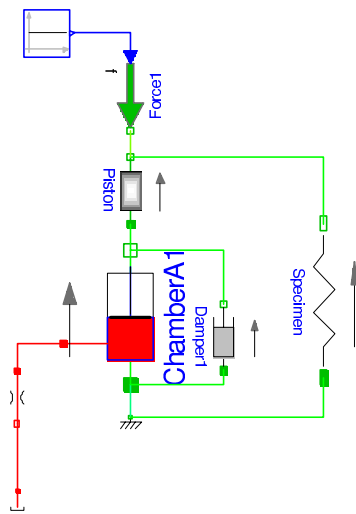 f
Force1
Piston
ChamberA1
Damper1
Specimen